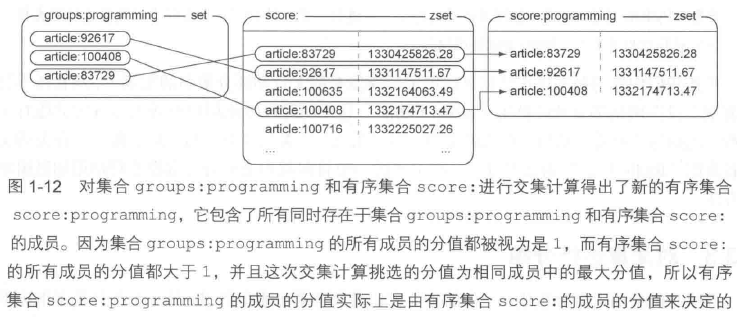 groups:programming set
article:92617
article:100408
article:83729
score: zset
article:83729 1330425826.28
article:92617 1331147511.67
article:100635 1332164063.49
article:100408 1332174713.47
article:100716 1332225027.26
... ...
score:programming zset
article:83729 1330425826.28
article:92617 1331147511.67
article:100408 1332174713.47
图 1-12 对集合 groups:programming 和有序集合 score:进行交集计算得出了新的有序集合
score:programming，它包含了所有同时存在于集合 groups:programming 和有序集合 score:
的成员。因为集合 groups:programming 的所有成员的分值都被视为是 1，而有序集合 score:
的所有成员的分值都大于 1，并且这次交集计算挑选的分值为相同成员中的最大分值，所以有序
集合 score:programming 的成员的分值实际上是由有序集合 score:的成员的分值来决定的